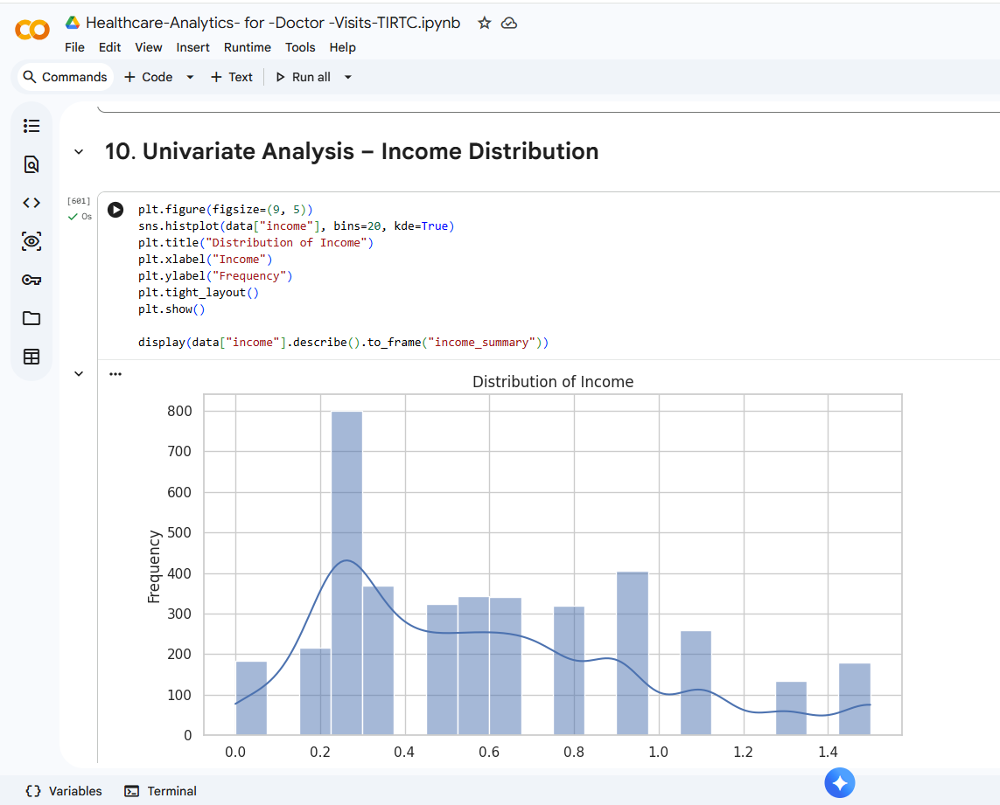 Healthcare-Analytics- for -Doctor -Visits-TIRTC.ipynb
File Edit View Insert Runtime Tools Help
Commands + Code + Text Run all
10. Univariate Analysis – Income Distribution
[601]
0s
plt.figure(figsize=(9, 5))
sns.histplot(data["income"], bins=20, kde=True)
plt.title("Distribution of Income")
plt.xlabel("Income")
plt.ylabel("Frequency")
plt.tight_layout()
plt.show()
display(data["income"].describe().to_frame("income_summary"))
Distribution of Income
Frequency
800
700
600
500
400
300
200
100
0
0.0 0.2 0.4 0.6 0.8 1.0 1.2 1.4
Variables Terminal